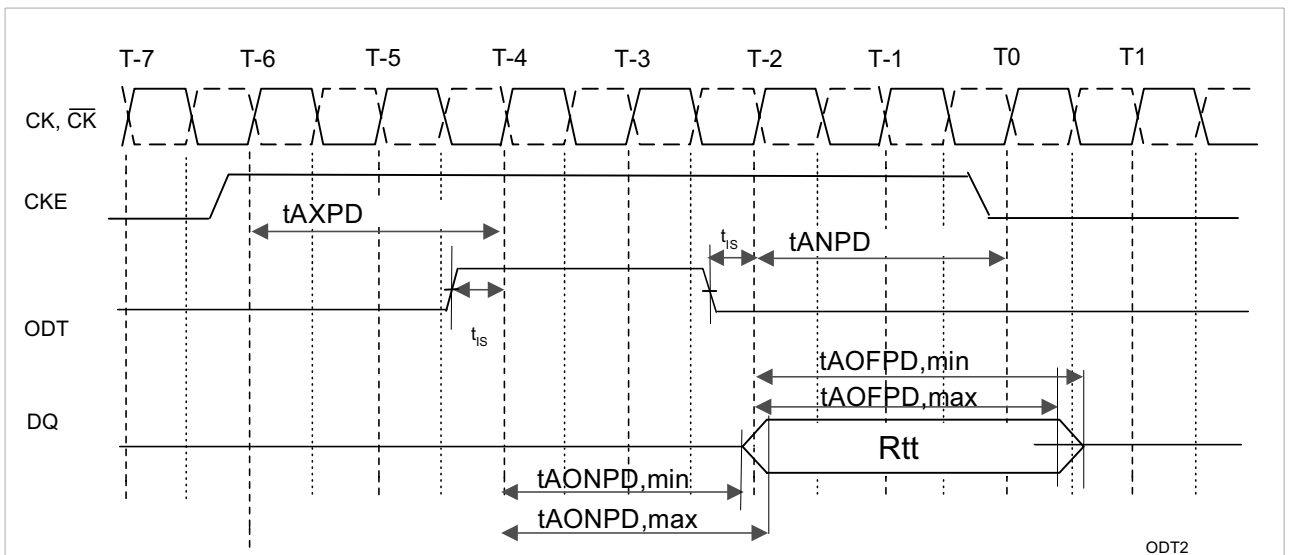 T-7 T-6 T-5 T-4 T-3 T-2 T-1 T0 T1
CK, CK
CKE
tAXPD
tIS
tANPD
ODT
tIS
tAOFPD,min
tAOFPD,max
DQ
Rtt
tAONPD,min
tAONPD,max
ODT2